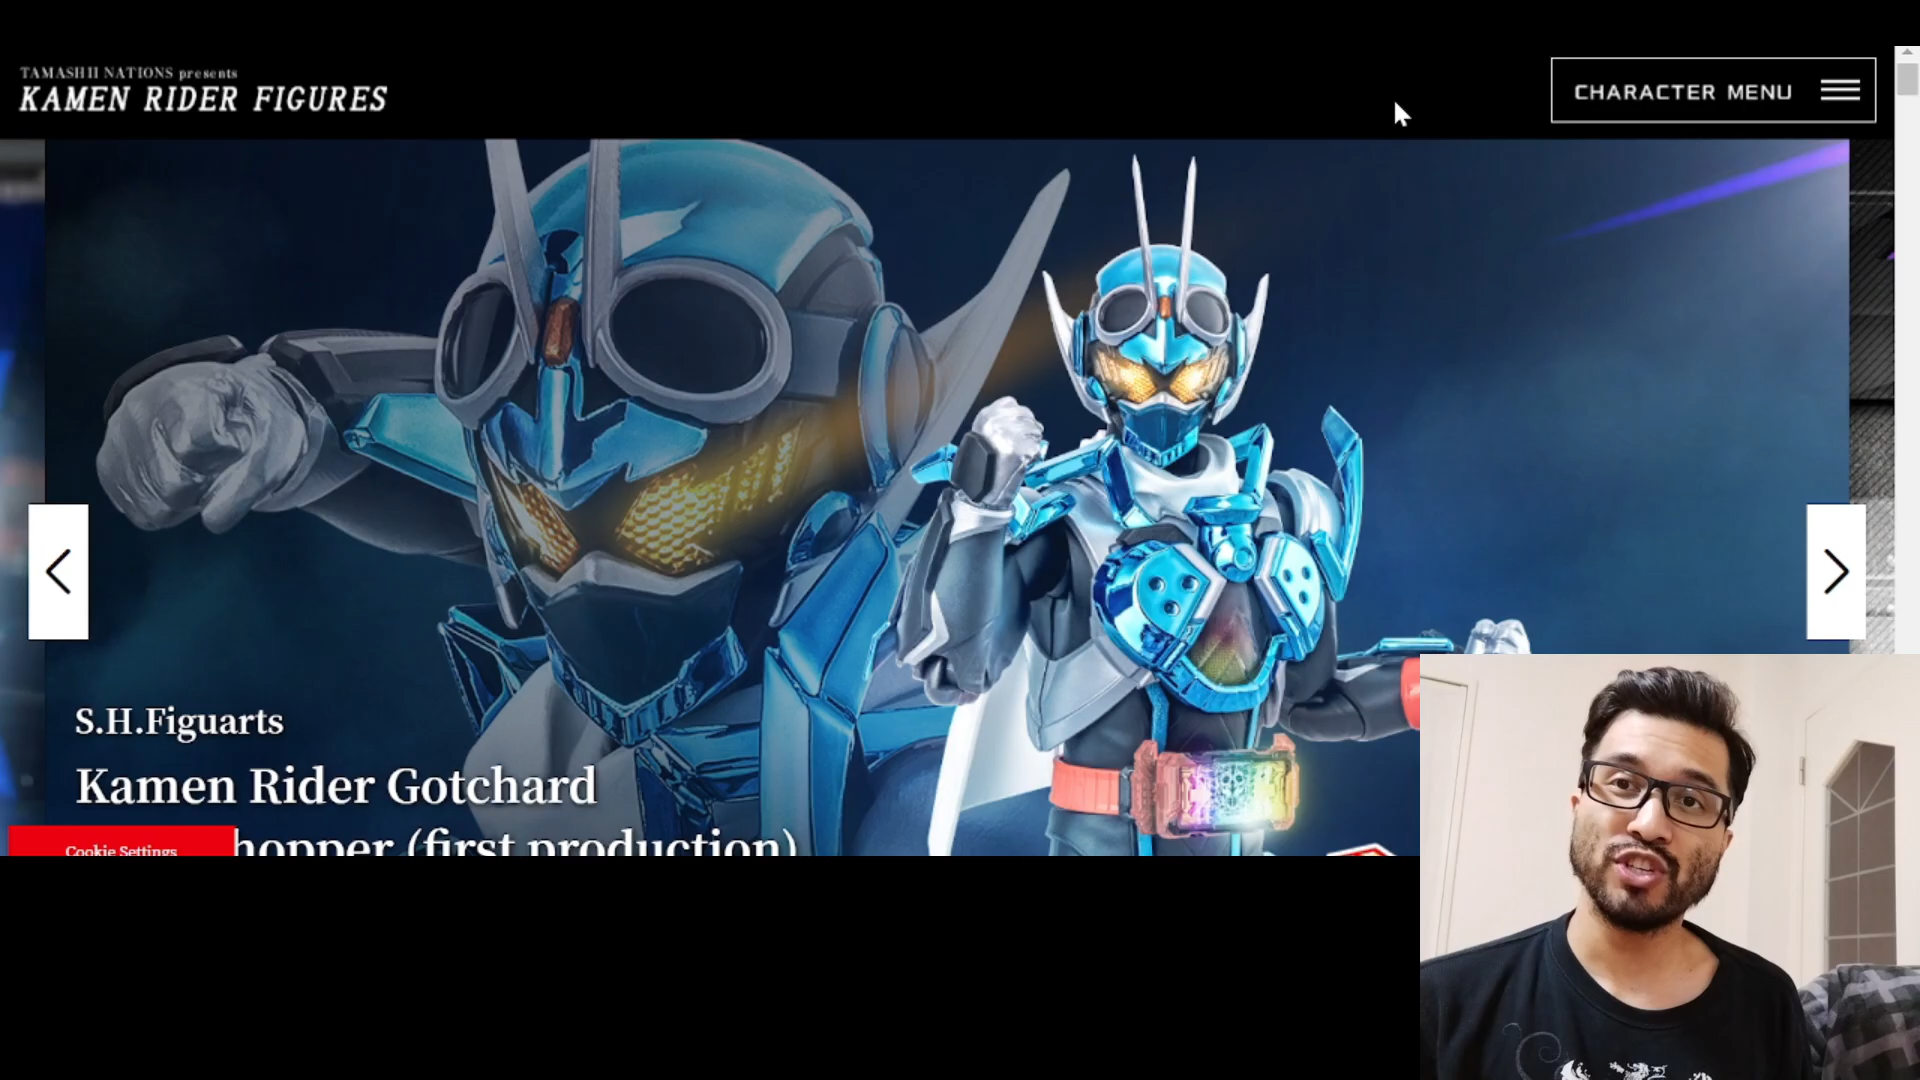 TAMASHII NATIONS presents
KAMEN RIDER FIGURES
CHARACTER MENU
S.H.Figuarts
Kamen Rider Gotchard
hopper (first production)
Cookie Settings